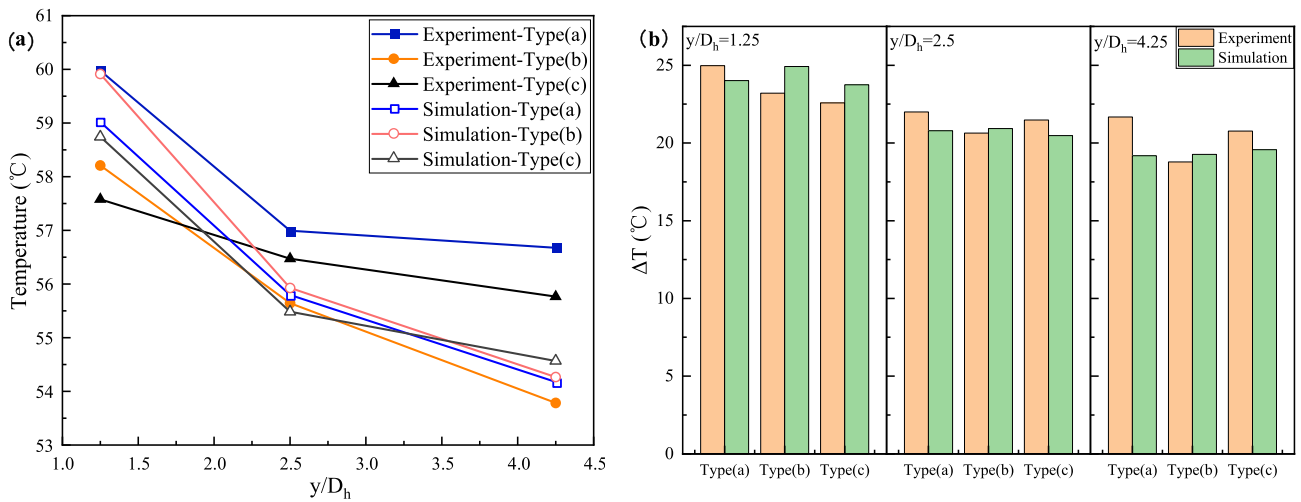 (a)
61
60
59
58
57
56
55
54
53
Temperature (℃)
1.0 1.5 2.0 2.5 3.0 3.5 4.0 4.5
y/Dh
Experiment-Type(a)
Experiment-Type(b)
Experiment-Type(c)
Simulation-Type(a)
Simulation-Type(b)
Simulation-Type(c)
(b)
y/Dh=1.25
y/Dh=2.5
y/Dh=4.25
Experiment
Simulation
25
20
15
10
5
0
ΔT (℃)
Type(a) Type(b) Type(c) Type(a) Type(b) Type(c) Type(a) Type(b) Type(c)